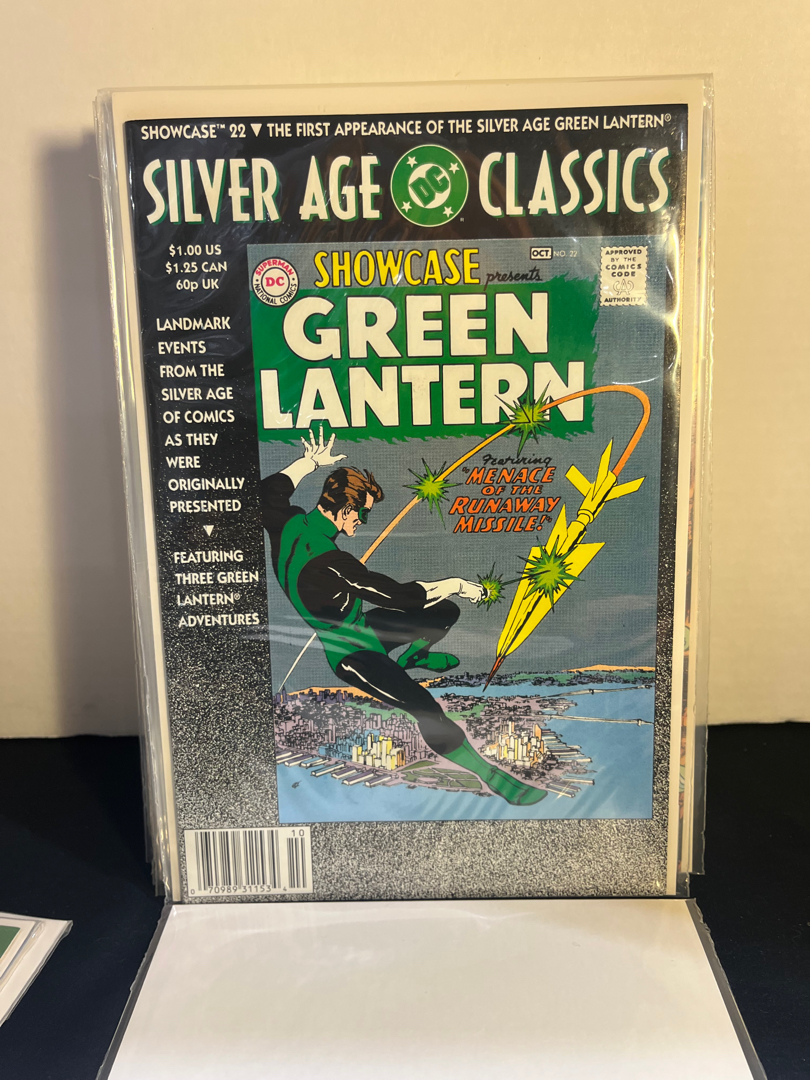 SHOWCASE™ 22 ▼ THE FIRST APPEARANCE OF THE SILVER AGE GREEN LANTERN®
SILVER AGE DC CLASSICS
$1.00 US
$1.25 CAN
60p UK
LANDMARK
EVENTS
FROM THE
SILVER AGE
OF COMICS
AS THEY
WERE
ORIGINALLY
PRESENTED
▼
FEATURING
THREE GREEN
LANTERN®
ADVENTURES
SUPERMAN
DC
NATIONAL COMICS
SHOWCASE presents
OCT NO. 22
APPROVED
BY THE
COMICS
CODE
CA
AUTHORITY
GREEN
LANTERN
Featuring
"MENACE
OF THE
RUNAWAY
MISSILE!"
10
0 70989 31153 4